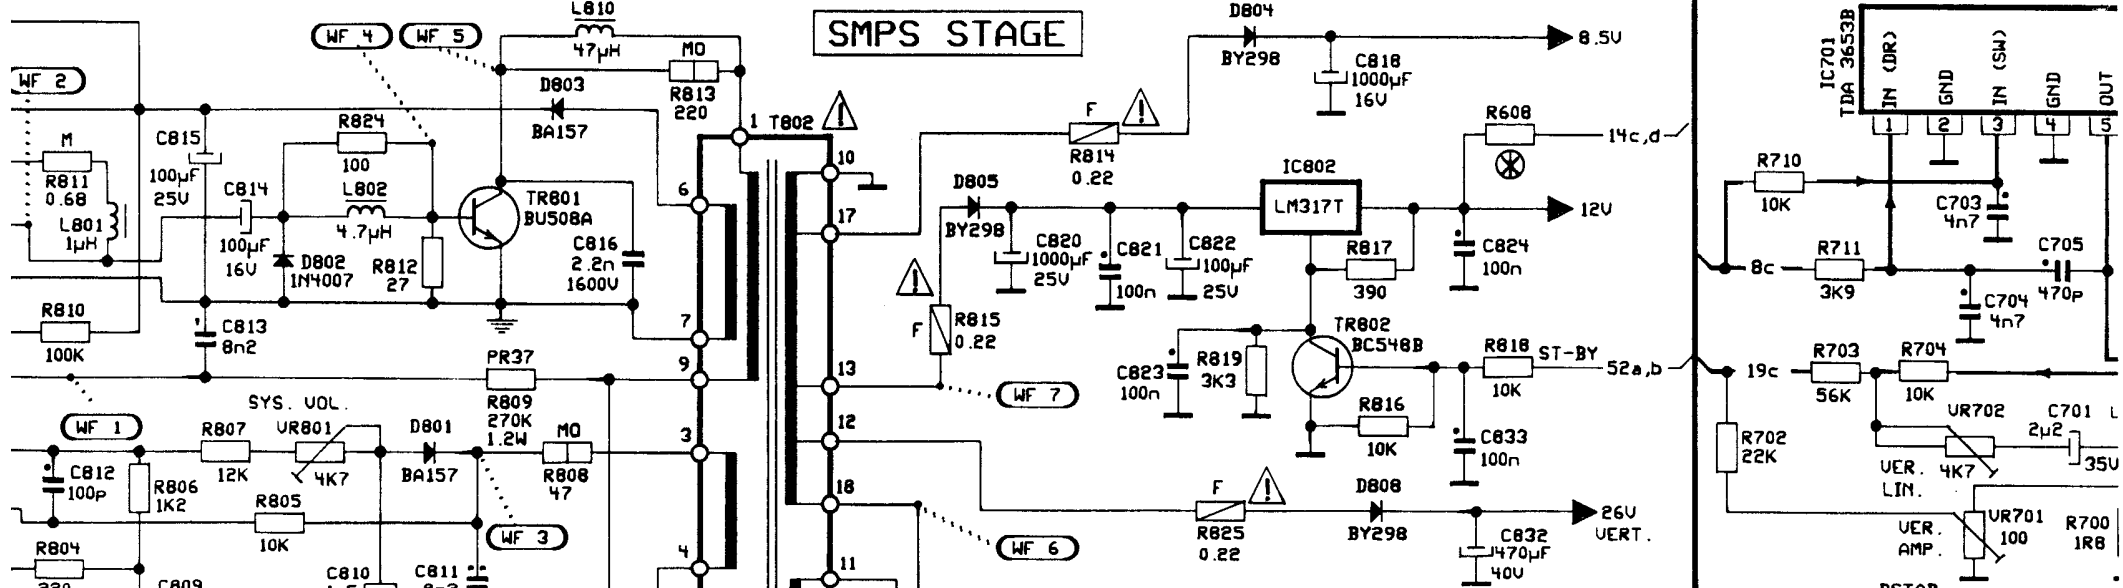 SMPS STAGE
WF 2
WF 4
WF 5
L810
47µH
MO
R813
220
D803
BA157
M
R811
0.68
L801
1µH
C815
100µF
25V
C814
100µF
16V
R824
100
L802
4.7µH
D802
1N4007
R812
27
TR801
BU508A
C816
2.2n
1600V
R810
100K
C813
8n2
PR37
R809
270K
1.2W
WF 1
SYS. VOL.
VR801
4K7
R807
12K
D801
BA157
MO
R808
47
C812
100p
R806
1K2
R805
10K
WF 3
R804
C810
C811
1
T802
6
7
9
3
4
10
17
13
12
18
11
F
R814
0.22
D804
BY298
C818
1000µF
16V
8.5V
D805
BY298
C820
1000µF
25V
C821
100n
C822
100µF
25V
IC802
LM317T
R817
390
R608
14c,d
12V
C824
100n
F
R815
0.22
WF 7
C823
100n
R819
3K3
TR802
BC548B
R818
10K
ST-BY
52a,b
R816
10K
C833
100n
F
R825
0.22
D808
BY298
C832
470µF
40V
26V
VERT.
WF 6
IC701
TDA 3653B
IN (DR)
GND
IN (SW)
GND
OUT
1
2
3
4
5
R710
10K
C703
4n7
8c
R711
3K9
C705
470p
C704
4n7
19c
R703
56K
R704
10K
R702
22K
VR702
4K7
VER.
LIN.
C701
2µ2
35V
VER.
AMP.
VR701
100
R700
1R8